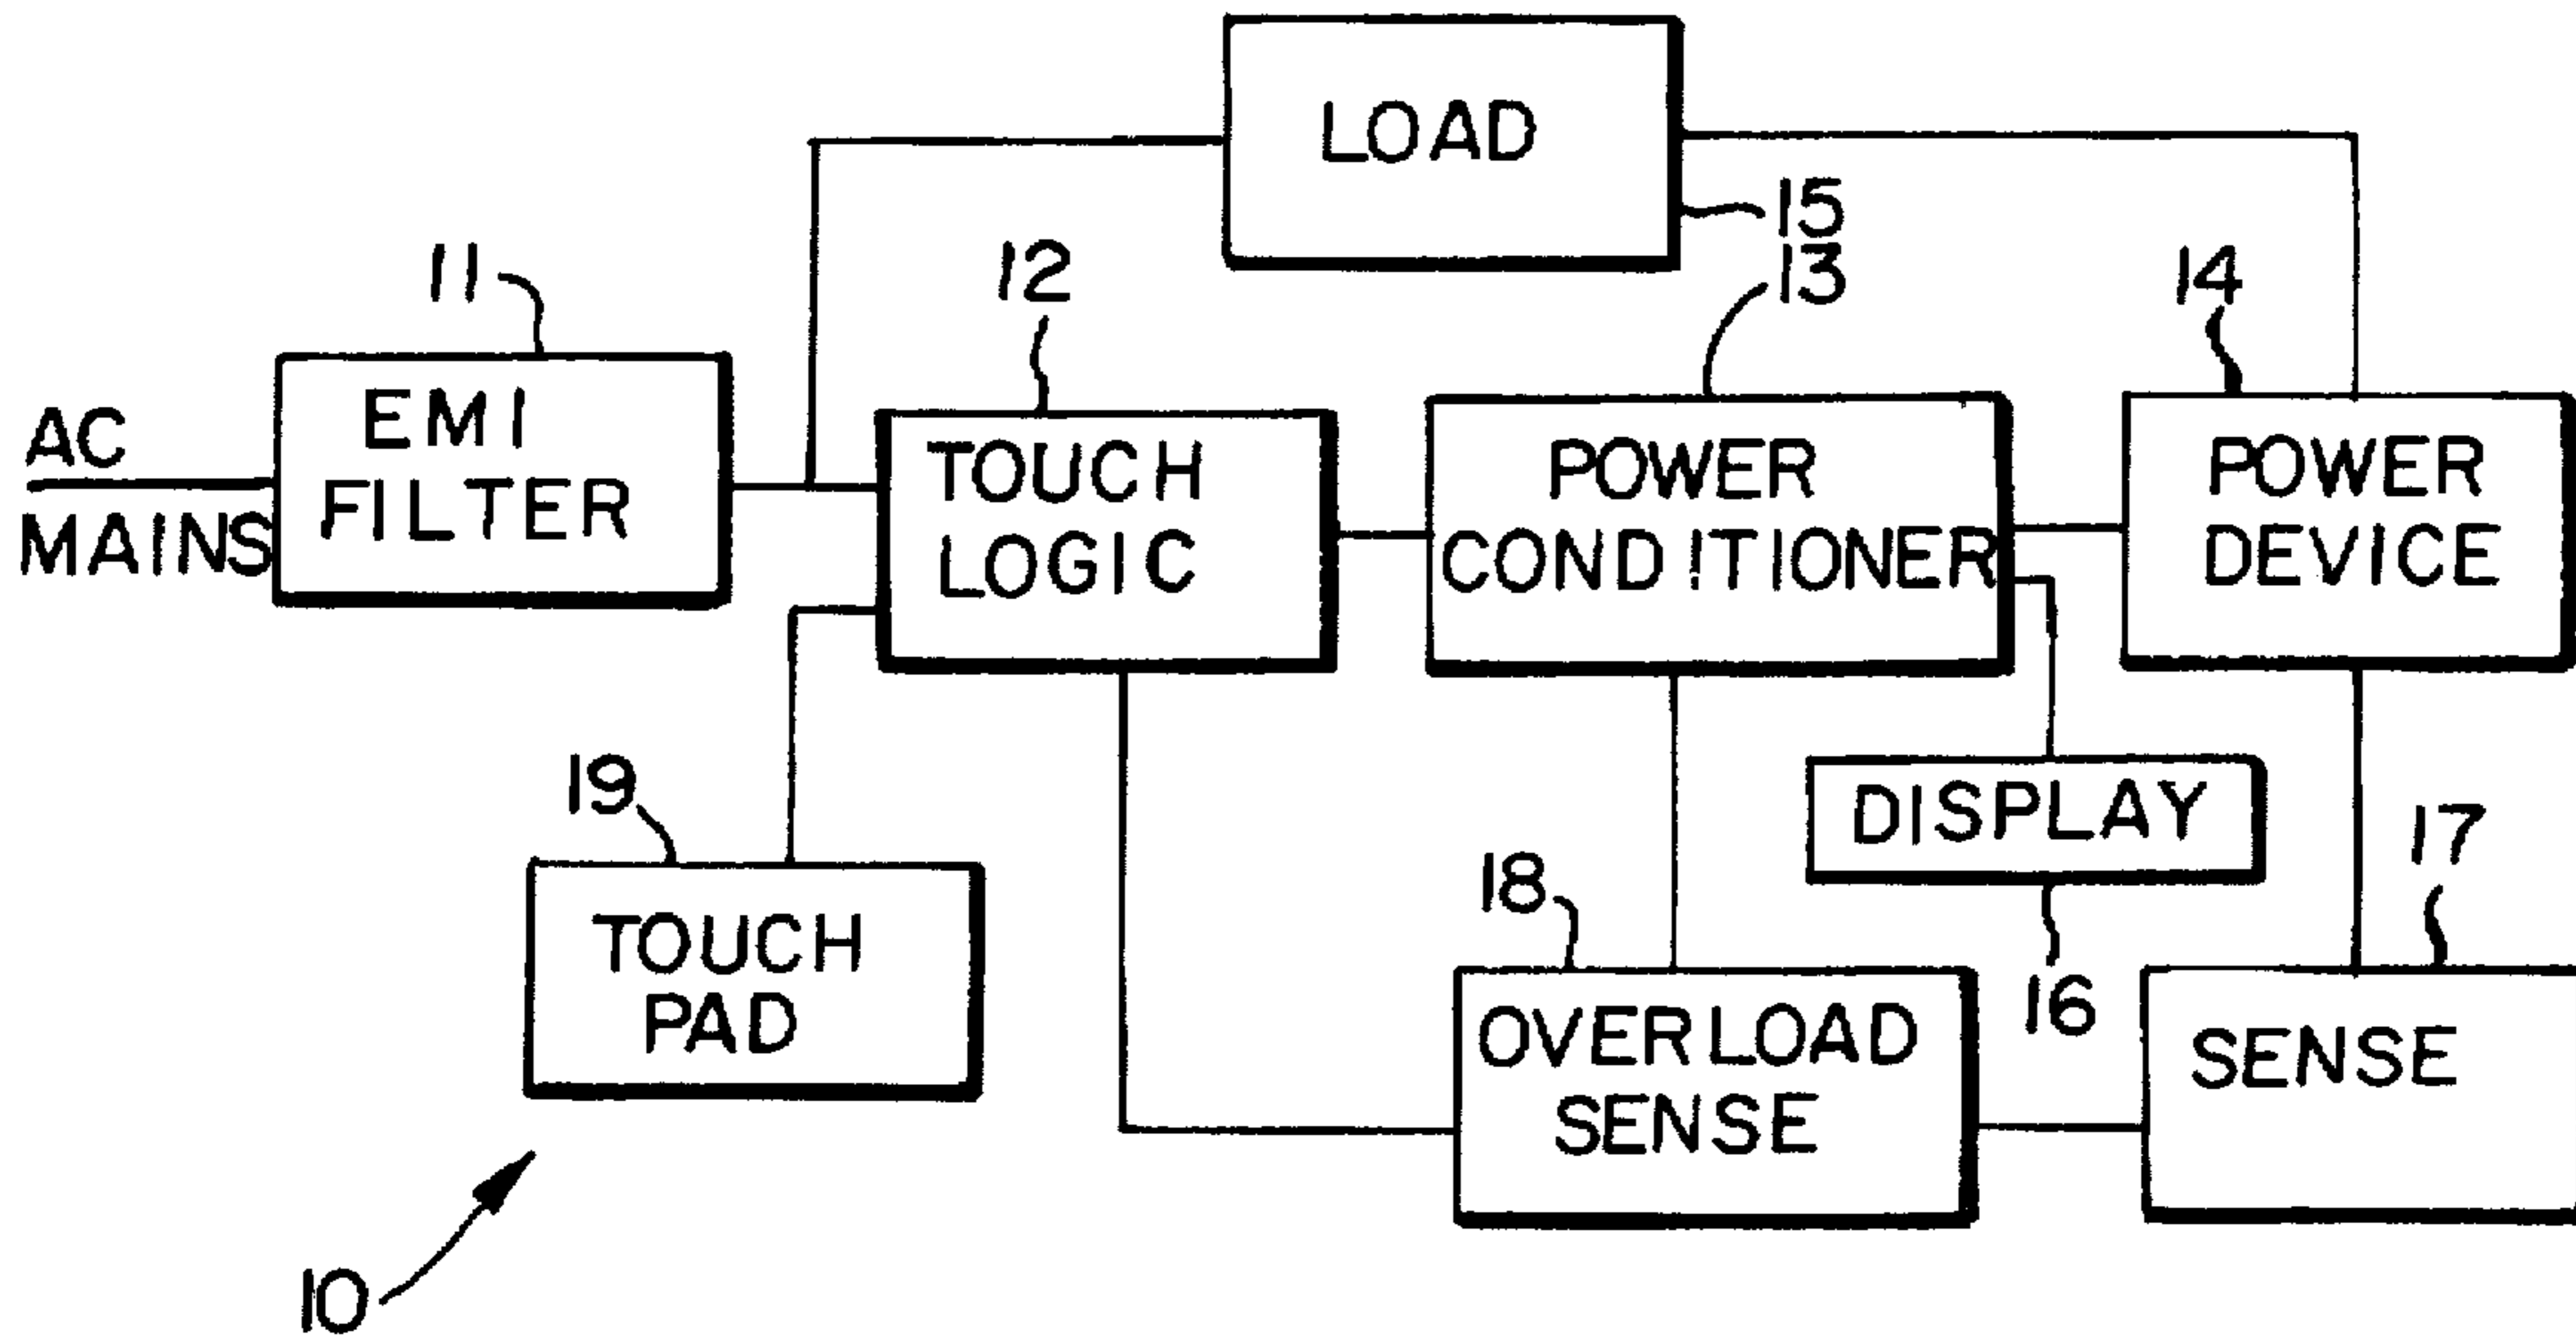 LOAD
15
13
11
12
14
AC
MAINS
EMI
FILTER
TOUCH
LOGIC
POWER
CONDITIONER
POWER
DEVICE
19
DISPLAY
17
18
16
TOUCH
PAD
OVERLOAD
SENSE
SENSE
10